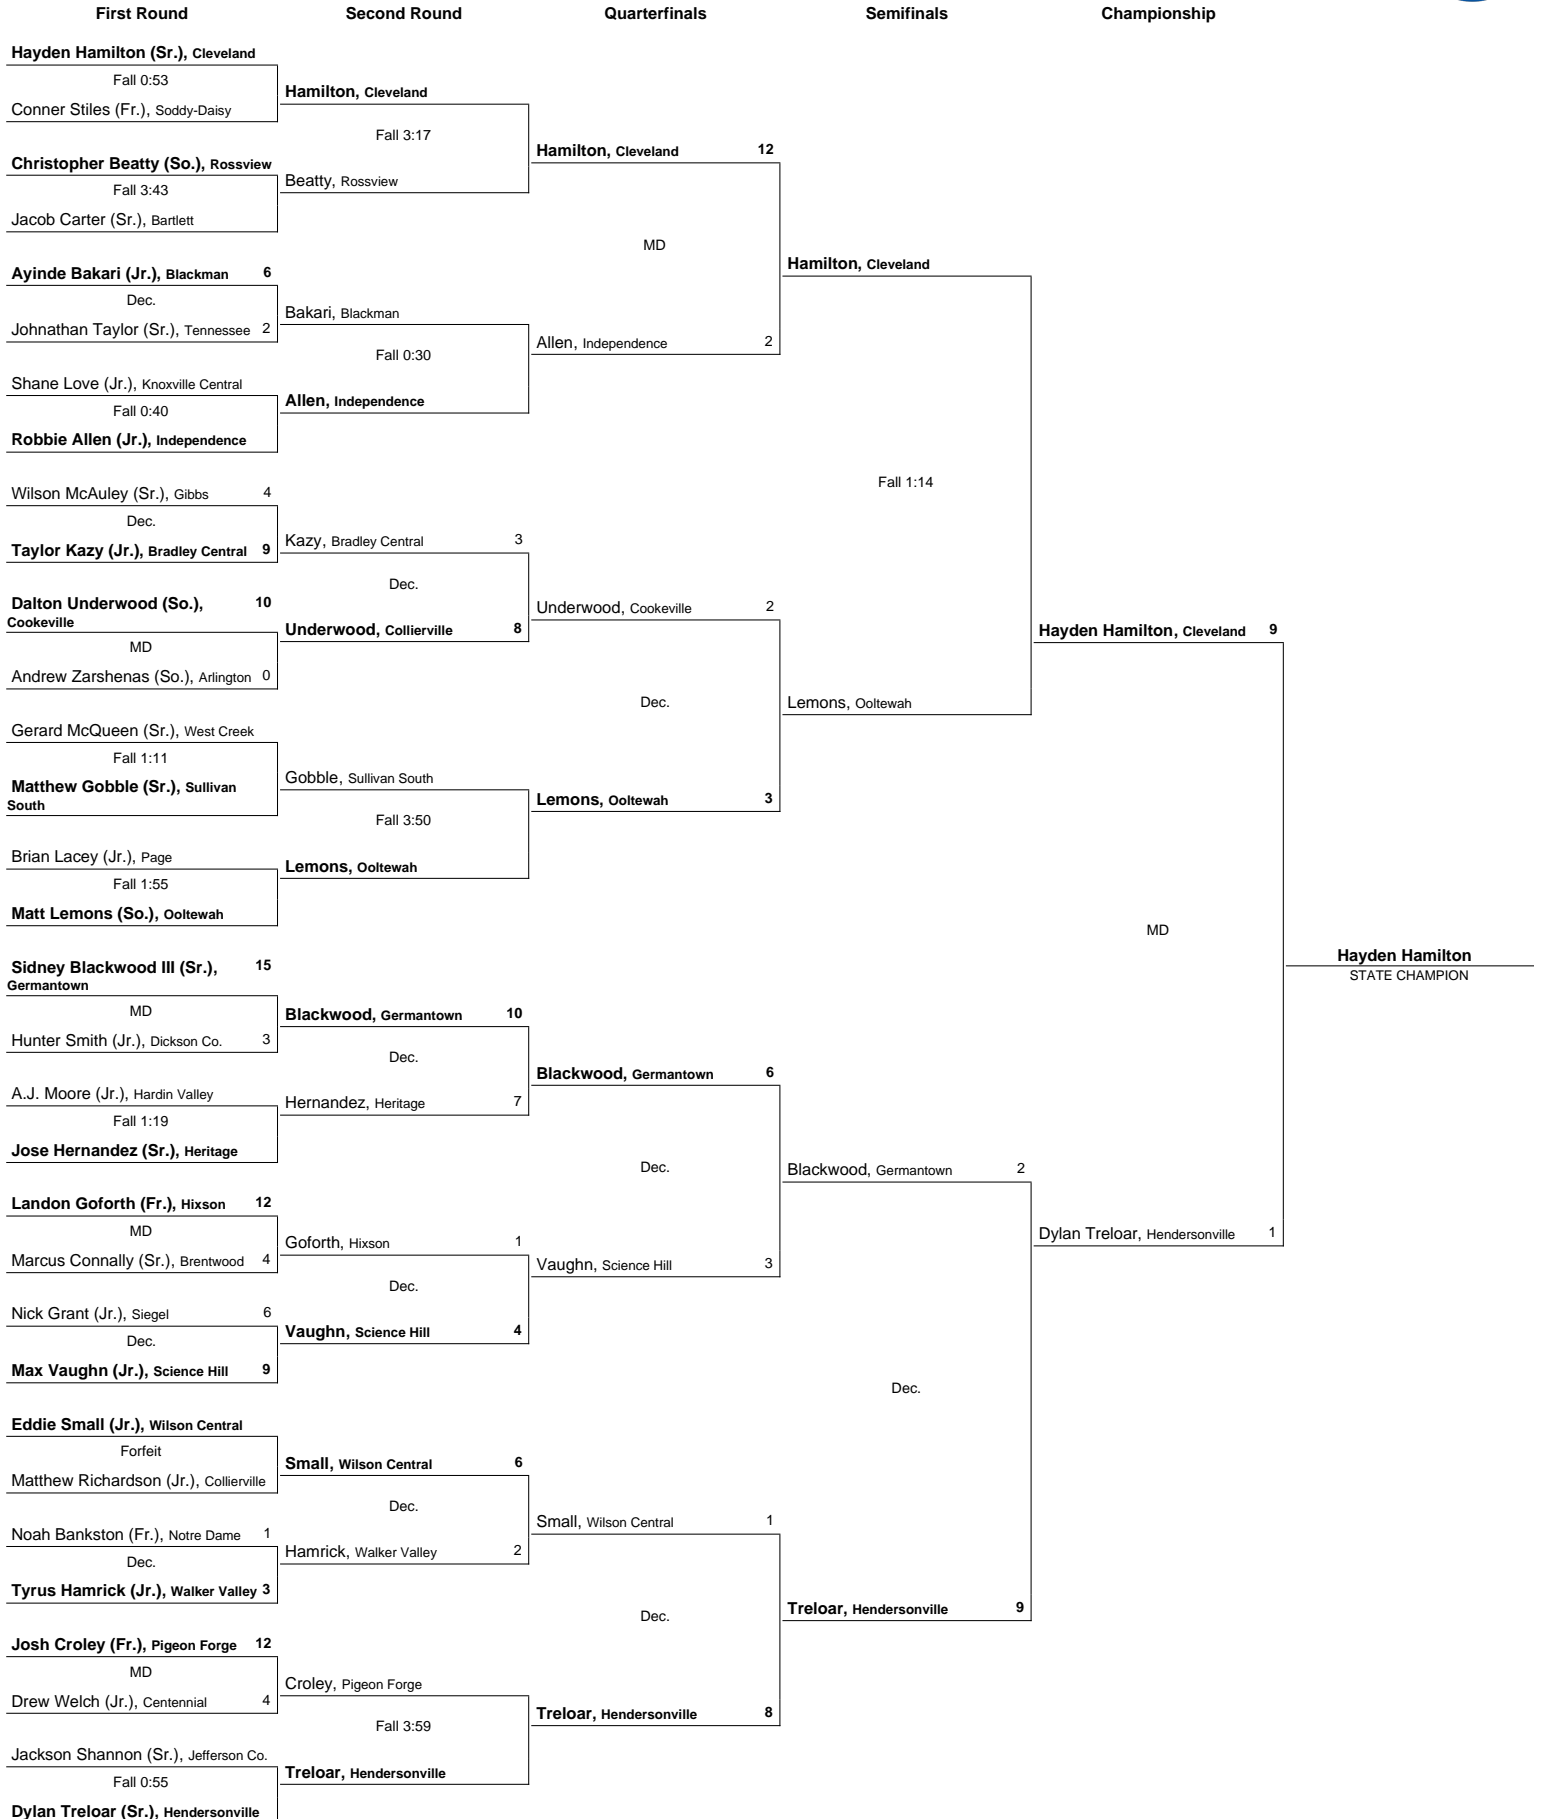 First Round
Second Round
Quarterfinals
Semifinals
Championship
Hayden Hamilton (Sr.), Cleveland
Fall 0:53
Conner Stiles (Fr.), Soddy-Daisy
Christopher Beatty (So.), Rossview
Fall 3:43
Jacob Carter (Sr.), Bartlett
Ayinde Bakari (Jr.), Blackman 6
Dec.
Johnathan Taylor (Sr.), Tennessee 2
Shane Love (Jr.), Knoxville Central
Fall 0:40
Robbie Allen (Jr.), Independence
Wilson McAuley (Sr.), Gibbs 4
Dec.
Taylor Kazy (Jr.), Bradley Central 9
Dalton Underwood (So.), 10
Cookeville
MD
Andrew Zarshenas (So.), Arlington 0
Gerard McQueen (Sr.), West Creek
Fall 1:11
Matthew Gobble (Sr.), Sullivan
South
Brian Lacey (Jr.), Page
Fall 1:55
Matt Lemons (So.), Ooltewah
Sidney Blackwood III (Sr.), 15
Germantown
MD
Hunter Smith (Jr.), Dickson Co. 3
A.J. Moore (Jr.), Hardin Valley
Fall 1:19
Jose Hernandez (Sr.), Heritage
Landon Goforth (Fr.), Hixson 12
MD
Marcus Connally (Sr.), Brentwood 4
Nick Grant (Jr.), Siegel 6
Dec.
Max Vaughn (Jr.), Science Hill 9
Eddie Small (Jr.), Wilson Central
Forfeit
Matthew Richardson (Jr.), Collierville
Noah Bankston (Fr.), Notre Dame 1
Dec.
Tyrus Hamrick (Jr.), Walker Valley 3
Josh Croley (Fr.), Pigeon Forge 12
MD
Drew Welch (Jr.), Centennial 4
Jackson Shannon (Sr.), Jefferson Co.
Fall 0:55
Dylan Treloar (Sr.), Hendersonville
Hamilton, Cleveland
Fall 3:17
Beatty, Rossview
Bakari, Blackman
Fall 0:30
Allen, Independence
Kazy, Bradley Central 3
Dec.
Underwood, Collierville 8
Gobble, Sullivan South
Fall 3:50
Lemons, Ooltewah
Blackwood, Germantown 10
Dec.
Hernandez, Heritage 7
Goforth, Hixson 1
Dec.
Vaughn, Science Hill 4
Small, Wilson Central 6
Dec.
Hamrick, Walker Valley 2
Croley, Pigeon Forge
Fall 3:59
Treloar, Hendersonville
Hamilton, Cleveland 12
MD
Allen, Independence 2
Underwood, Cookeville 2
Dec.
Lemons, Ooltewah 3
Blackwood, Germantown 6
Dec.
Vaughn, Science Hill 3
Small, Wilson Central 1
Dec.
Treloar, Hendersonville 8
Hamilton, Cleveland
Fall 1:14
Lemons, Ooltewah
Blackwood, Germantown 2
Dec.
Treloar, Hendersonville 9
Hayden Hamilton, Cleveland 9
MD
Dylan Treloar, Hendersonville 1
Hayden Hamilton
STATE CHAMPION